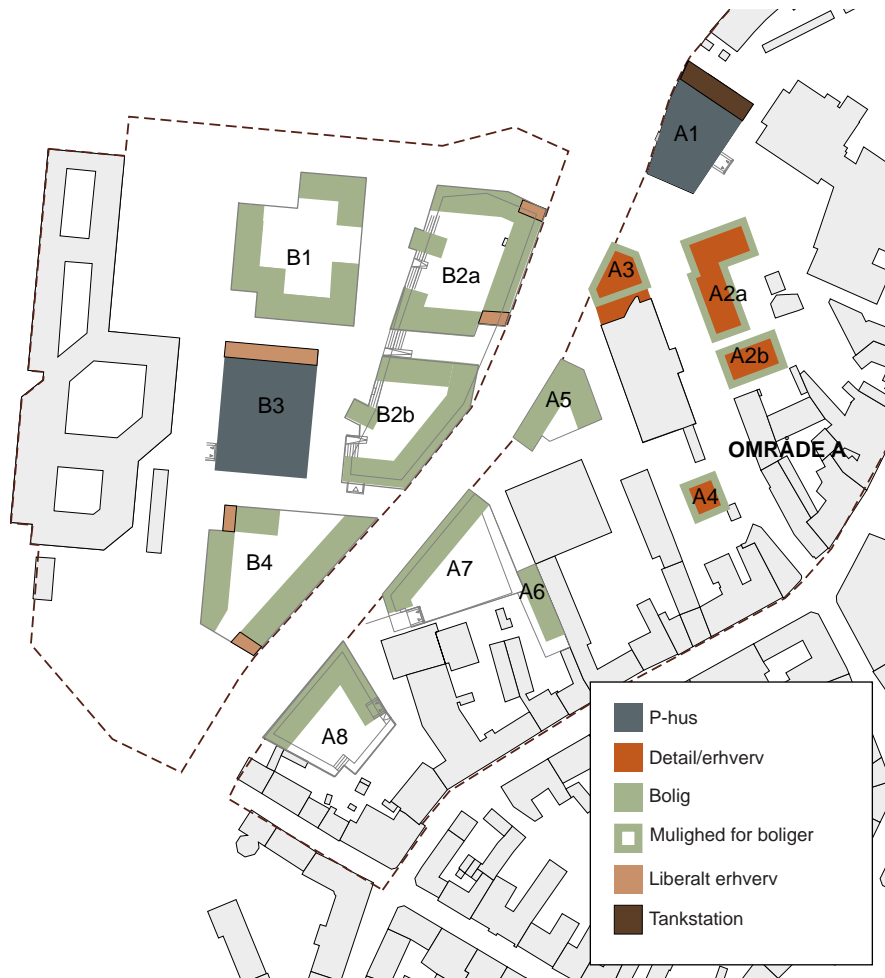 A1
B1
B2a
A3
A2a
A2b
B3
B2b
A5
OMRÅDE A
A4
B4
A7
A6
A8
P-hus
Detail/erhverv
Bolig
Mulighed for boliger
Liberalt erhverv
Tankstation